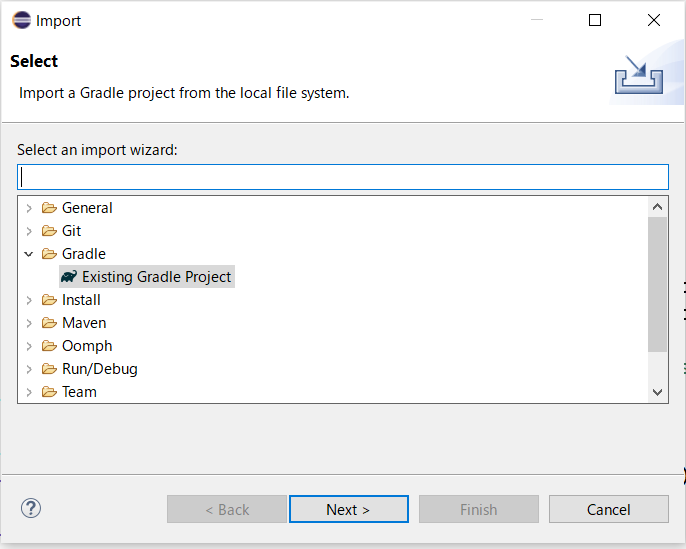 Import
Select
Import a Gradle project from the local file system.
Select an import wizard:
General
Git
Gradle
Existing Gradle Project
Install
Maven
Oomph
Run/Debug
Team
?
< Back
Next >
Finish
Cancel